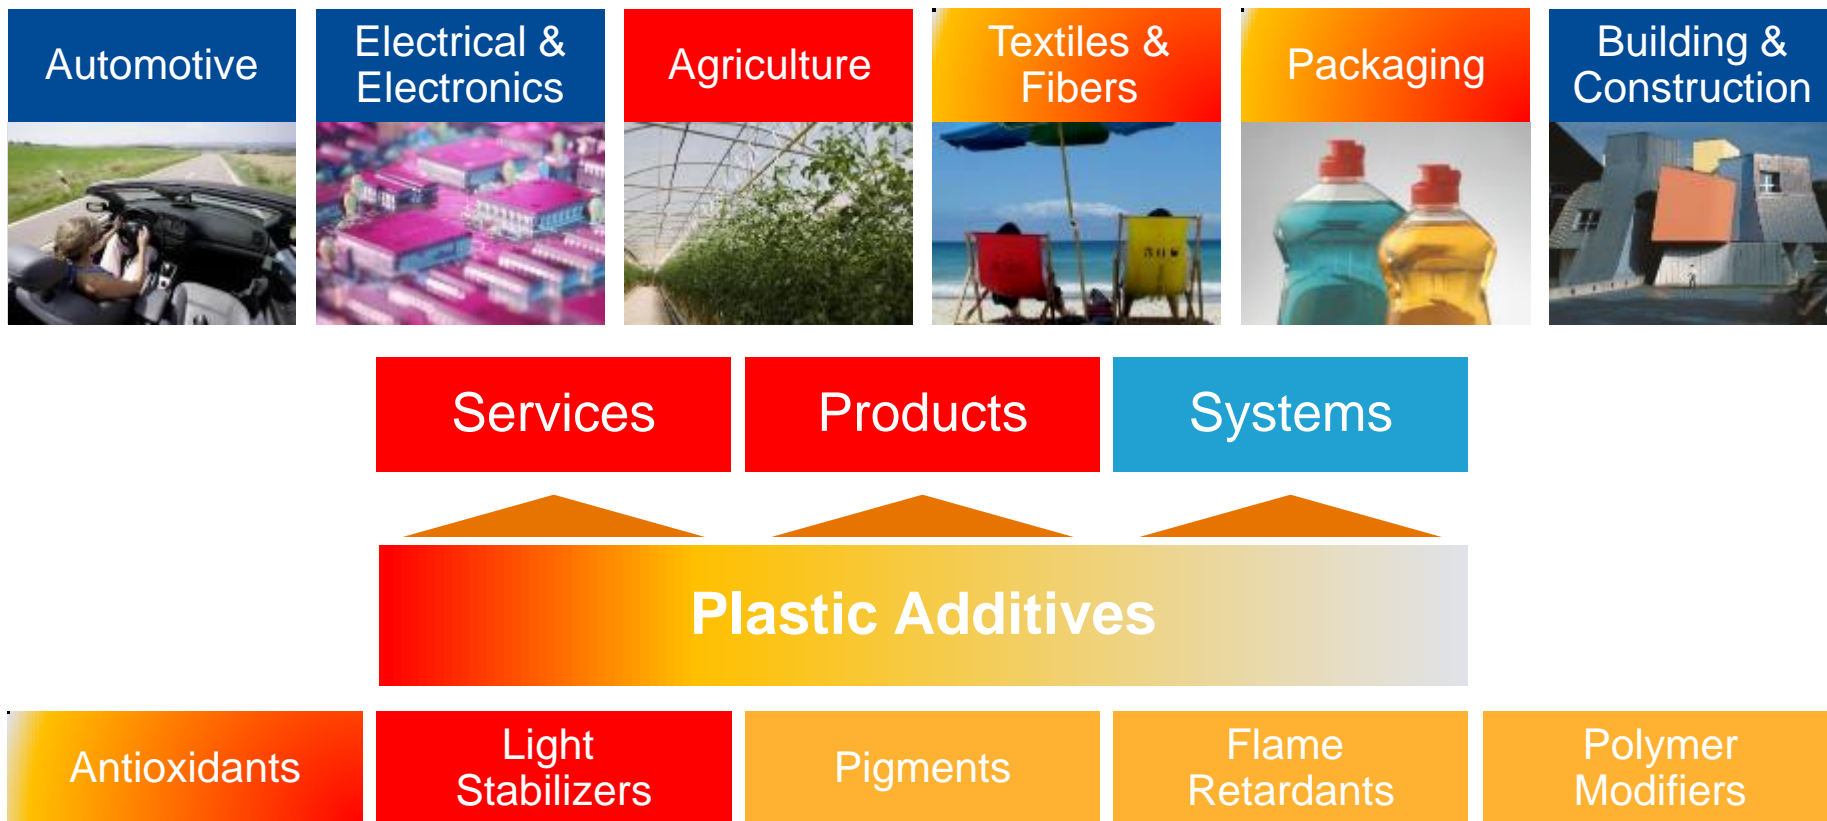 Automotive
Electrical &
Electronics
Agriculture
Textiles &
Fibers
Packaging
Building &
Construction
Services
Products
Systems
Plastic Additives
Antioxidants
Light
Stabilizers
Pigments
Flame
Retardants
Polymer
Modifiers